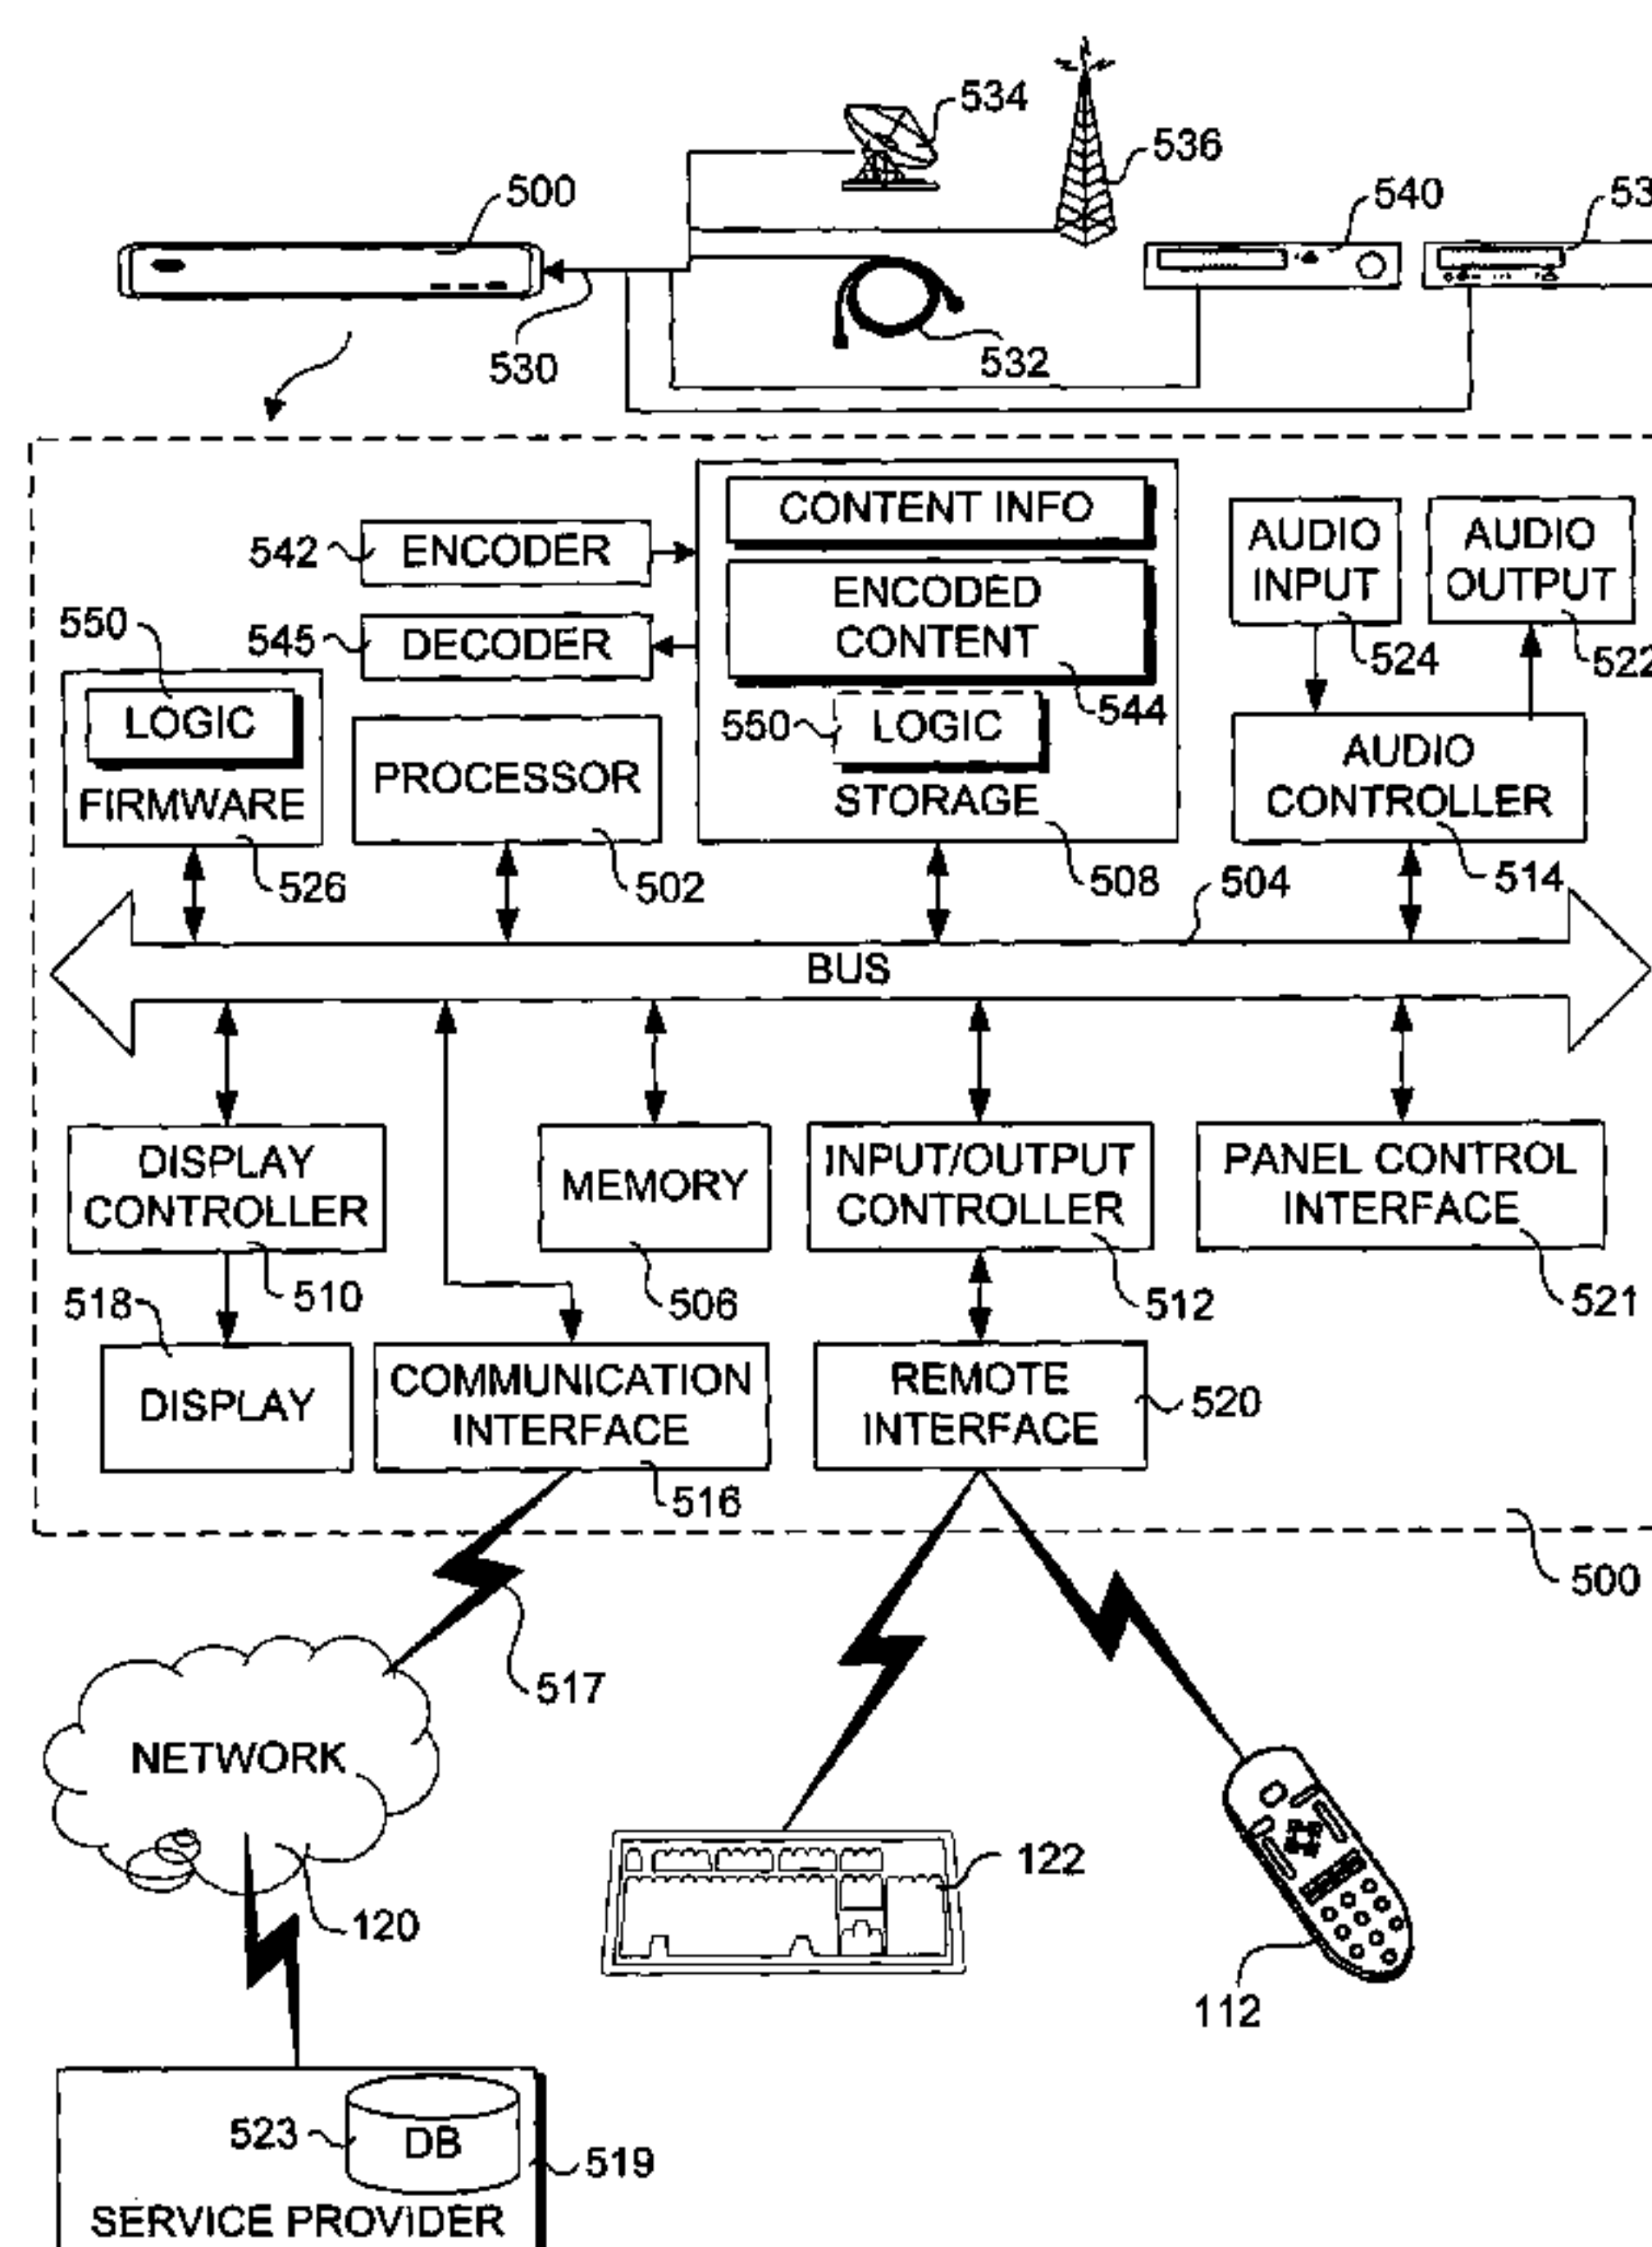 534
536
500
540
53
530
532
CONTENT INFO
542
ENCODER
ENCODED
CONTENT
AUDIO
INPUT
AUDIO
OUTPUT
550
545
DECODER
524
522
LOGIC
544
550
LOGIC
FIRMWARE
PROCESSOR
STORAGE
AUDIO
CONTROLLER
526
502
508
504
514
BUS
DISPLAY
CONTROLLER
MEMORY
INPUT/OUTPUT
CONTROLLER
PANEL CONTROL
INTERFACE
518
510
506
512
521
DISPLAY
COMMUNICATION
INTERFACE
REMOTE
INTERFACE
520
516
500
517
NETWORK
122
120
112
523
DB
519
SERVICE PROVIDER